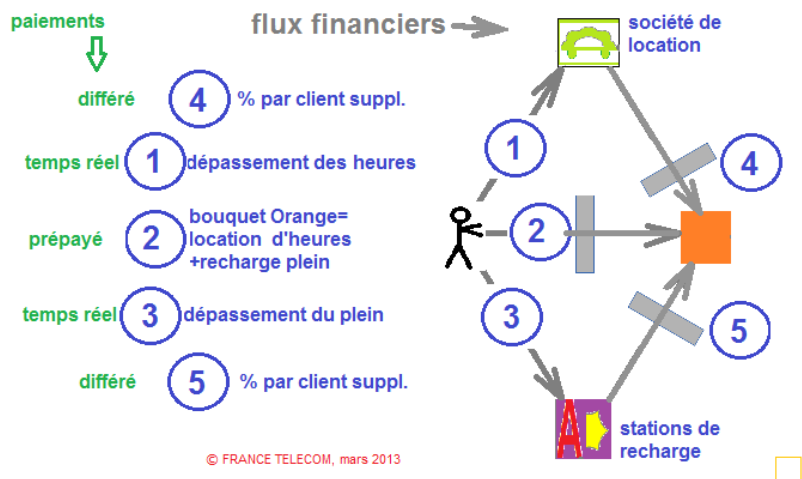 paiements
flux financiers
société de
location
différé 4 % par client suppl.
temps réel 1 dépassement des heures
prépayé 2 bouquet Orange=
location d'heures
+recharge plein
temps réel 3 dépassement du plein
différé 5 % par client suppl.
1
4
2
3
5
A
stations de
recharge
© FRANCE TELECOM, mars 2013